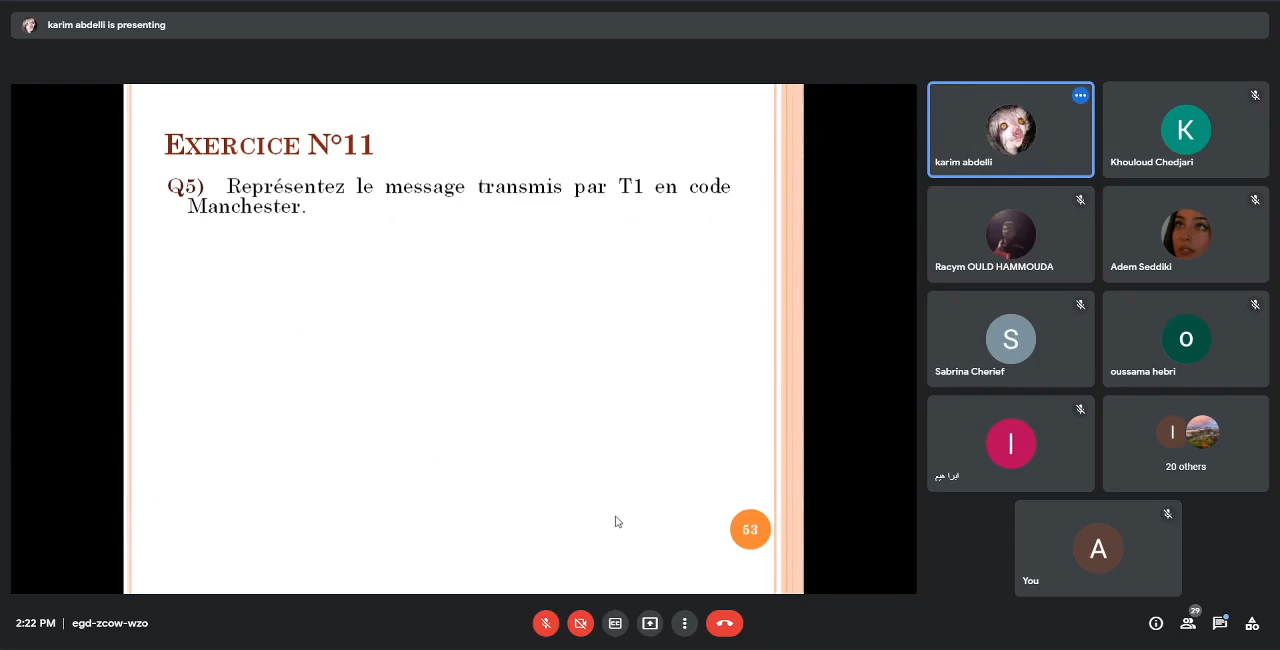 karim abdelli is presenting
EXERCICE N°11
Q5) Représentez le message transmis par T1 en code
Manchester.
53
karim abdelli
K
Khouloud Chedjari
Racym OULD HAMMOUDA
Adem Seddiki
S
Sabrina Cherief
o
oussama hebri
I
ابراهيم
I
20 others
A
You
2:22 PM | egd-zcow-wzo
29